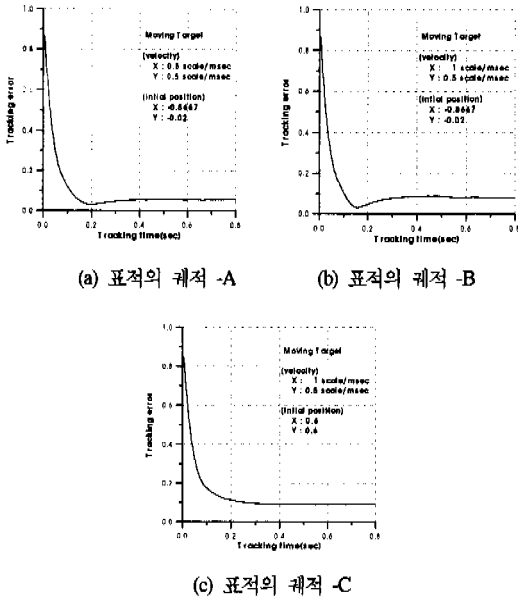 1.0
0.8
0.6
0.4
0.2
0.0
Tracking error
Moving Target
(velocity)
X : 0.5 scale/msec
Y : 0.5 scale/msec
(intial position)
X : -0.8667
Y : -0.02
0.0 0.2 0.4 0.6 0.8
Tracking time(sec)
(a) 표적의 궤적 -A
1.0
0.8
0.6
0.4
0.2
0.0
Tracking error
Moving Target
(velocity)
X : 1 scale/msec
Y : 0.5 scale/msec
(intial position)
X : -0.8667
Y : -0.02
0.0 0.2 0.4 0.6 0.8
Tracking time(sec)
(b) 표적의 궤적 -B
1.0
0.8
0.6
0.4
0.2
0.0
Tracking error
Moving Target
(velocity)
X : 1 scale/msec
Y : 0.5 scale/msec
(intial position)
X : 0.6
Y : 0.6
0.0 0.2 0.4 0.6 0.8
Tracking time(sec)
(c) 표적의 궤적 -C